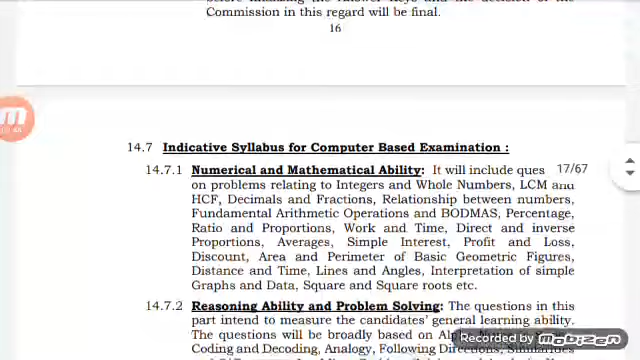 Commission in this regard will be final.
16
14.7 Indicative Syllabus for Computer Based Examination :
14.7.1 Numerical and Mathematical Ability: It will include ques 17/67
on problems relating to Integers and Whole Numbers, LCM and
HCF, Decimals and Fractions, Relationship between numbers,
Fundamental Arithmetic Operations and BODMAS, Percentage,
Ratio and Proportions, Work and Time, Direct and inverse
Proportions, Averages, Simple Interest, Profit and Loss,
Discount, Area and Perimeter of Basic Geometric Figures,
Distance and Time, Lines and Angles, Interpretation of simple
Graphs and Data, Square and Square roots etc.
14.7.2 Reasoning Ability and Problem Solving: The questions in this
part intend to measure the candidates' general learning ability.
The questions will be broadly based on
Recorded by MOBIZEN
Coding and Decoding, Analogy, Following Directions, Similarities